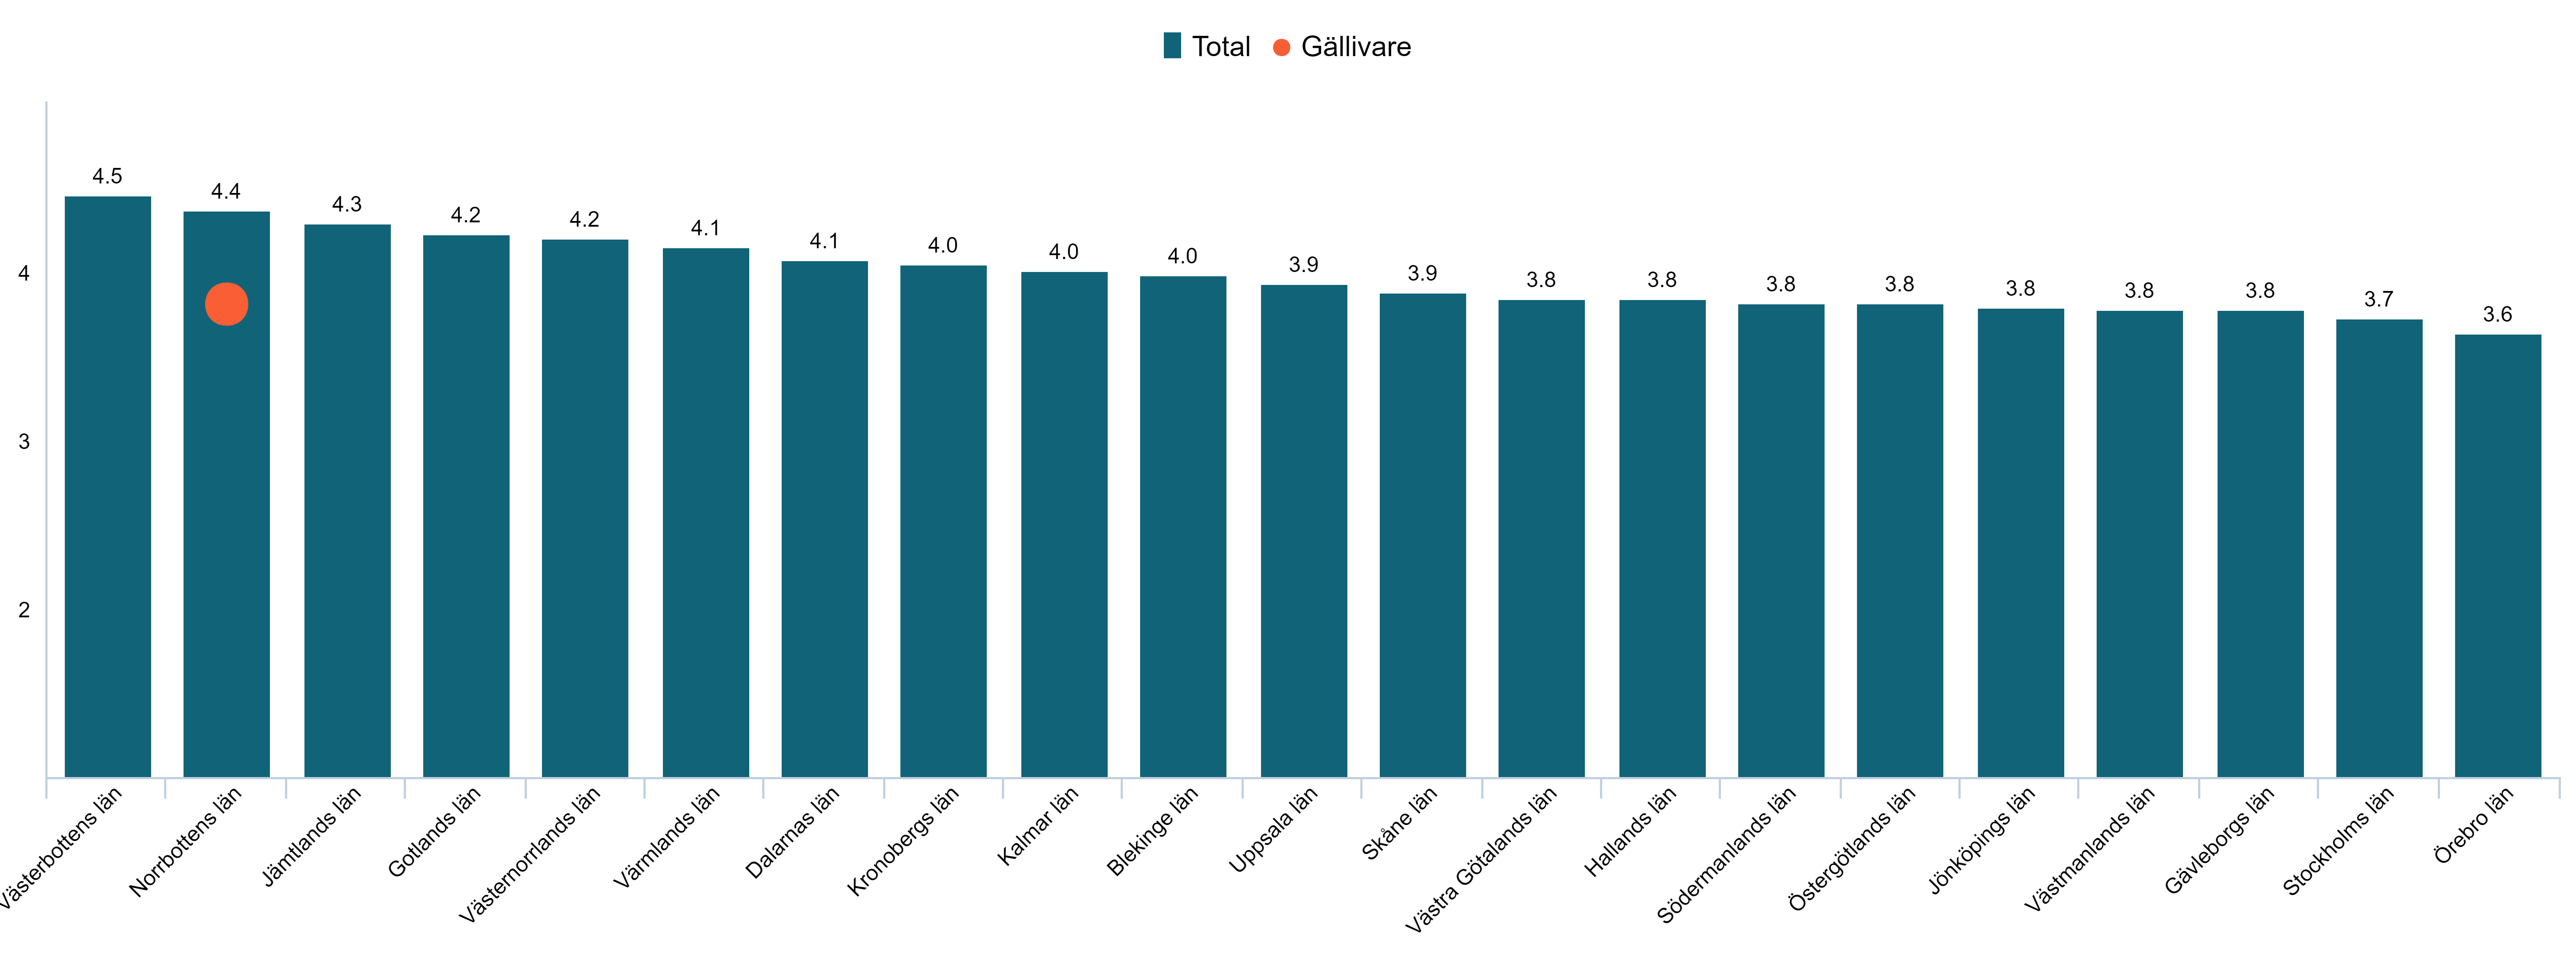 Total Gällivare
4.5
4.4
4.3
4.2
4.2
4.1
4.1
4.0
4.0
4.0
3.9
3.9
3.8
3.8
3.8
3.8
3.8
3.8
3.8
3.7
3.6
4
3
2
Västerbottens län
Norrbottens län
Jämtlands län
Gotlands län
Västernorrlands län
Värmlands län
Dalarnas län
Kronobergs län
Kalmar län
Blekinge län
Uppsala län
Skåne län
Västra Götalands län
Hallands län
Södermanlands län
Östergötlands län
Jönköpings län
Västmanlands län
Gävleborgs län
Stockholms län
Örebro län